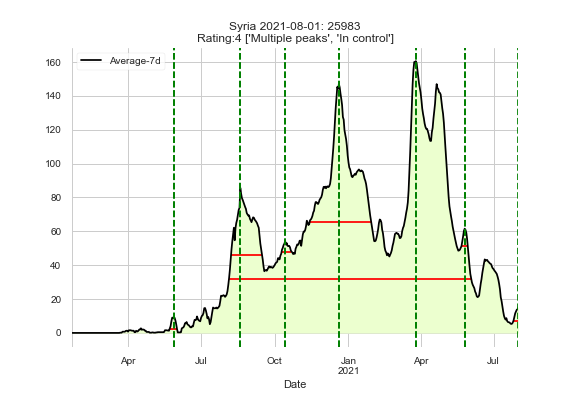 Syria 2021-08-01: 25983
Rating:4 ['Multiple peaks', 'In control']
Average-7d
160
140
120
100
80
60
40
20
0
Apr
Jul
Oct
Jan
2021
Apr
Jul
Date